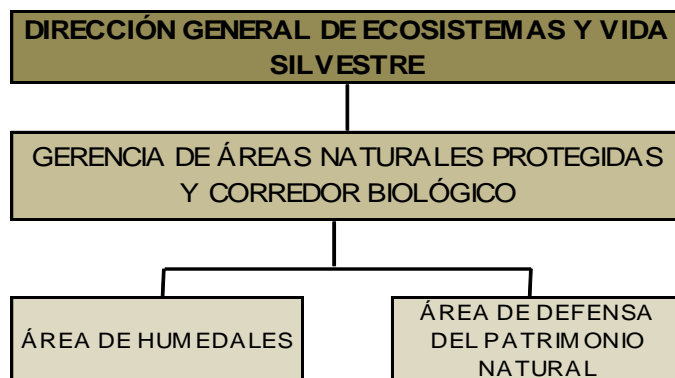 DIRECCIÓN GENERAL DE ECOSISTEMAS Y VIDA
SILVESTRE
GERENCIA DE ÁREAS NATURALES PROTEGIDAS
Y CORREDOR BIOLÓGICO
ÁREA DE HUMEDALES
ÁREA DE DEFENSA
DEL PATRIMONIO
NATURAL